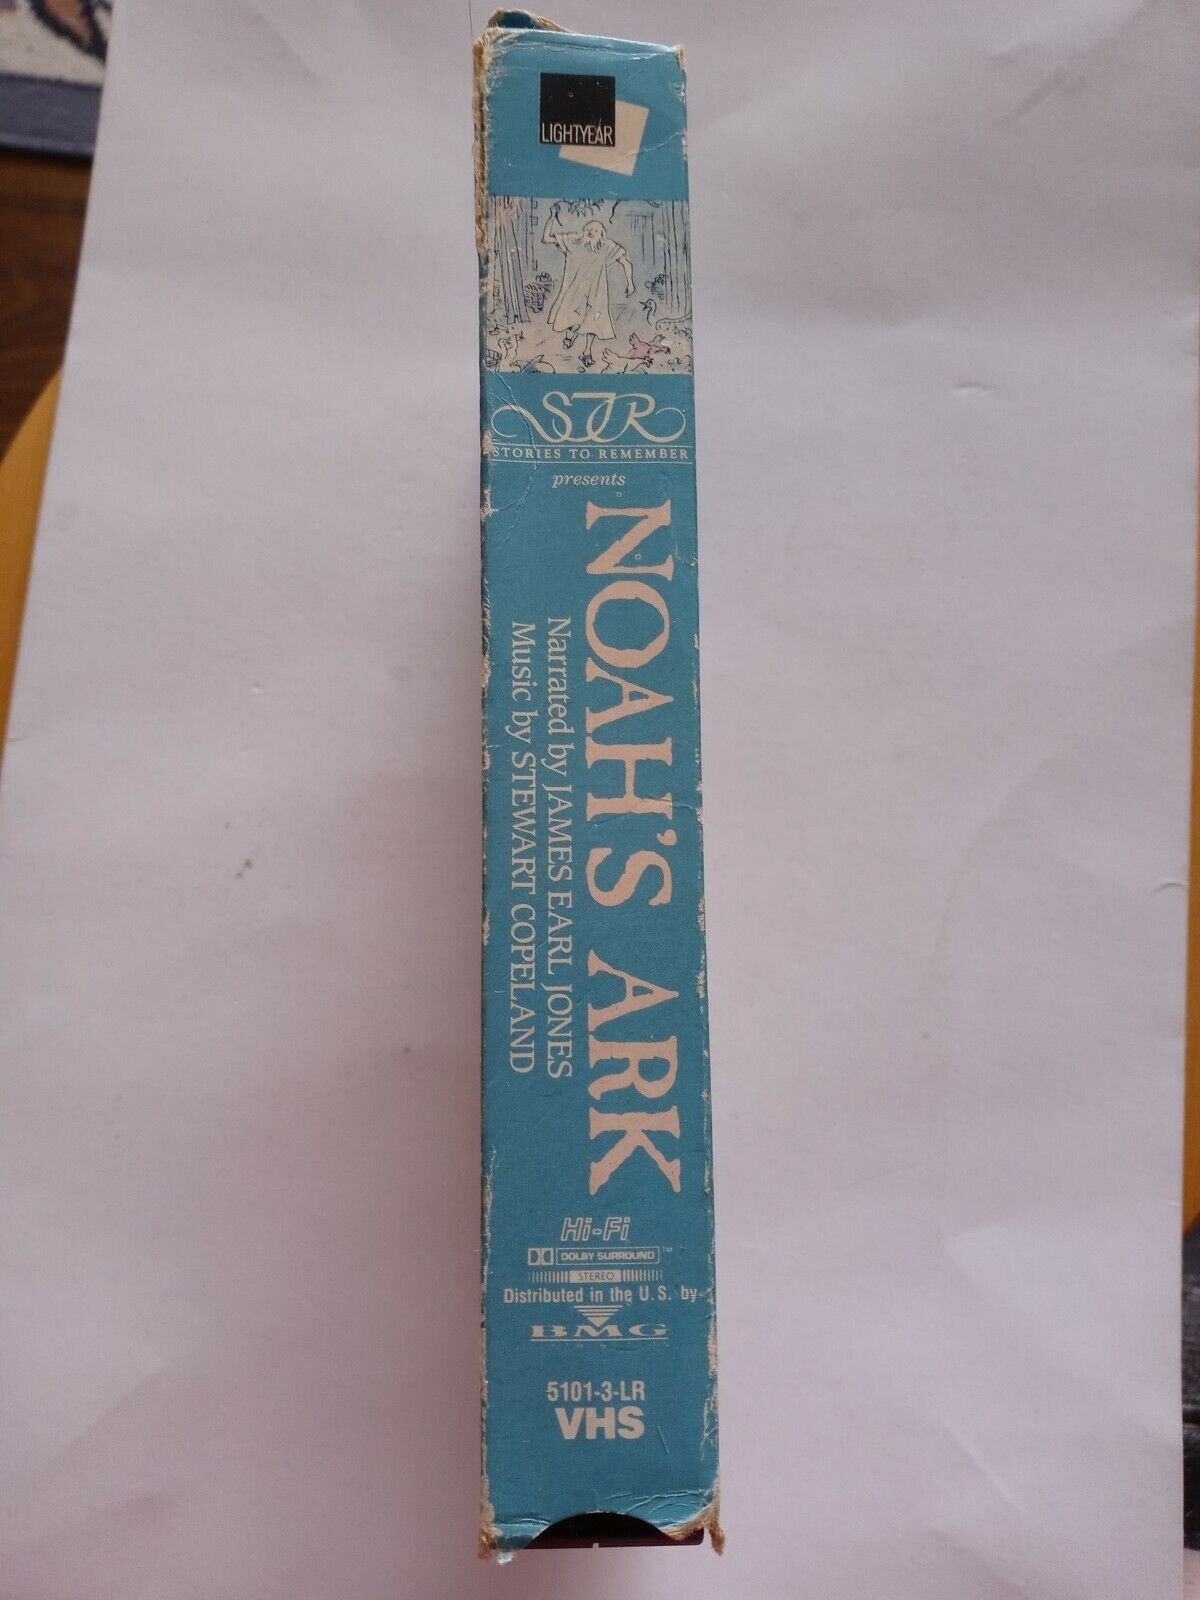 LIGHTYEAR
STR
STORIES TO REMEMBER
presents
NOAH'S ARK
Narrated by JAMES EARL JONES
Music by STEWART COPELAND
Hi-Fi
DOLBY SURROUND™
STEREO
Distributed in the U.S. by
BMG
5101-3-LR
VHS